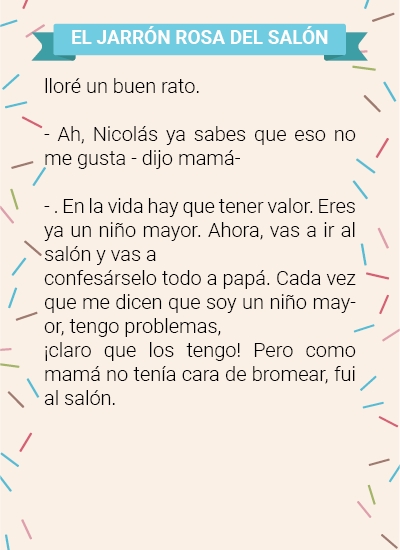 EL JARRÓN ROSA DEL SALÓN
lloré un buen rato.
- Ah, Nicolás ya sabes que eso no
me gusta - dijo mamá-
- . En la vida hay que tener valor. Eres
ya un niño mayor. Ahora, vas a ir al
salón y vas a
confesárselo todo a papá. Cada vez
que me dicen que soy un niño may-
or, tengo problemas,
¡claro que los tengo! Pero como
mamá no tenía cara de bromear, fui
al salón.